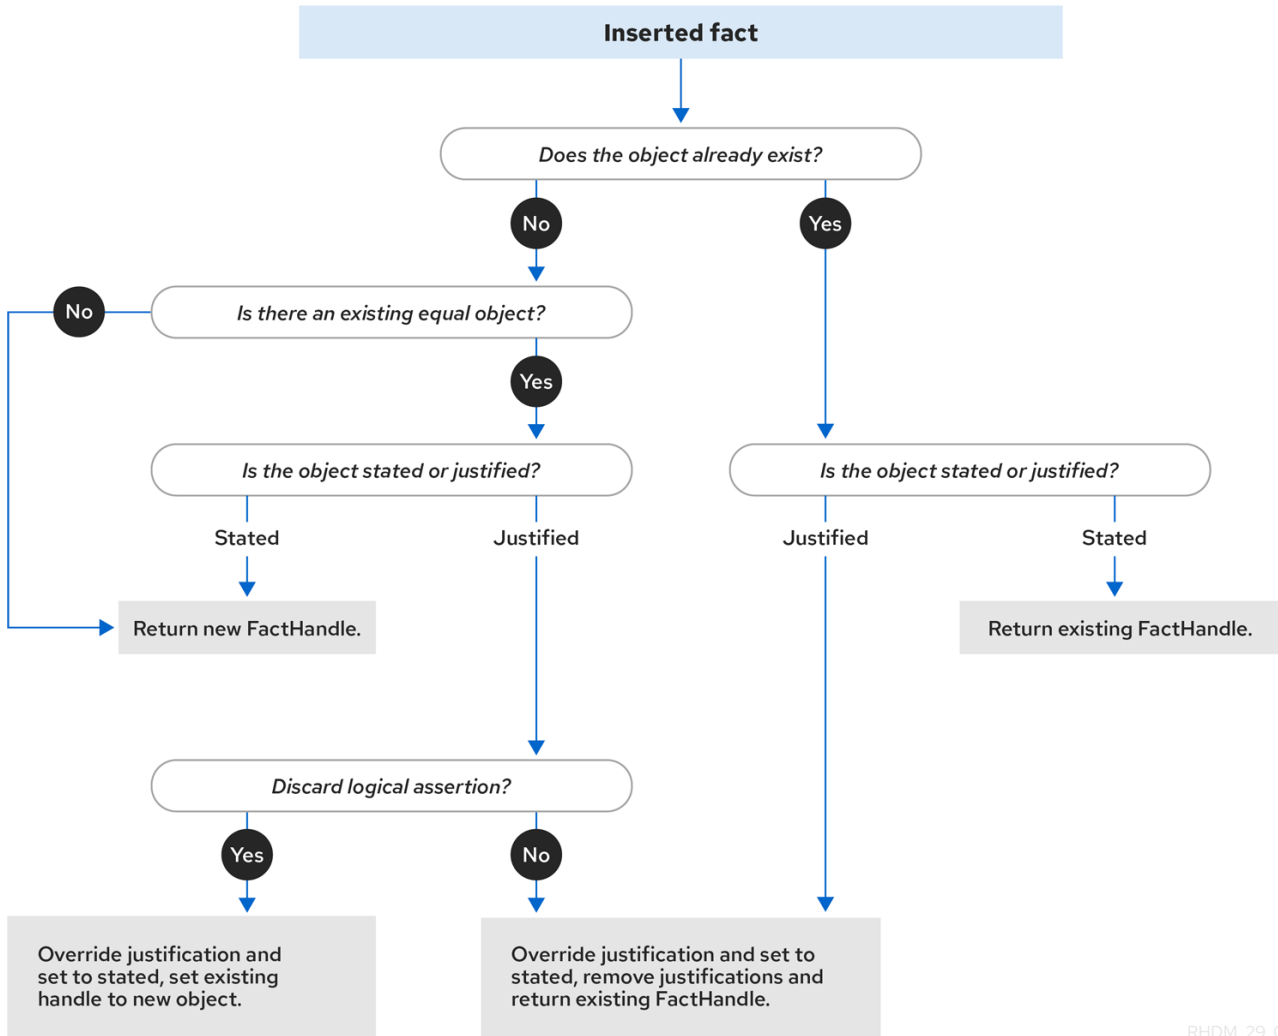 Inserted fact
Does the object already exist?
No
Yes
No
Is there an existing equal object?
Yes
Is the object stated or justified?
Is the object stated or justified?
Stated
Justified
Justified
Stated
Return new FactHandle.
Return existing FactHandle.
Discard logical assertion?
Yes
No
Override justification and
set to stated, set existing
handle to new object.
Override justification and set to
stated, remove justifications and
return existing FactHandle.
RHDM_29_